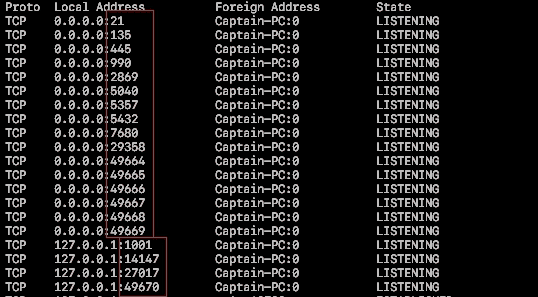 Proto Local Address Foreign Address State
TCP 0.0.0.0:21 Captain-PC:0 LISTENING
TCP 0.0.0.0:135 Captain-PC:0 LISTENING
TCP 0.0.0.0:445 Captain-PC:0 LISTENING
TCP 0.0.0.0:990 Captain-PC:0 LISTENING
TCP 0.0.0.0:2869 Captain-PC:0 LISTENING
TCP 0.0.0.0:5040 Captain-PC:0 LISTENING
TCP 0.0.0.0:5357 Captain-PC:0 LISTENING
TCP 0.0.0.0:5432 Captain-PC:0 LISTENING
TCP 0.0.0.0:7680 Captain-PC:0 LISTENING
TCP 0.0.0.0:29358 Captain-PC:0 LISTENING
TCP 0.0.0.0:49664 Captain-PC:0 LISTENING
TCP 0.0.0.0:49665 Captain-PC:0 LISTENING
TCP 0.0.0.0:49666 Captain-PC:0 LISTENING
TCP 0.0.0.0:49667 Captain-PC:0 LISTENING
TCP 0.0.0.0:49668 Captain-PC:0 LISTENING
TCP 0.0.0.0:49669 Captain-PC:0 LISTENING
TCP 127.0.0.1:1001 Captain-PC:0 LISTENING
TCP 127.0.0.1:14147 Captain-PC:0 LISTENING
TCP 127.0.0.1:27017 Captain-PC:0 LISTENING
TCP 127.0.0.1:49670 Captain-PC:0 LISTENING